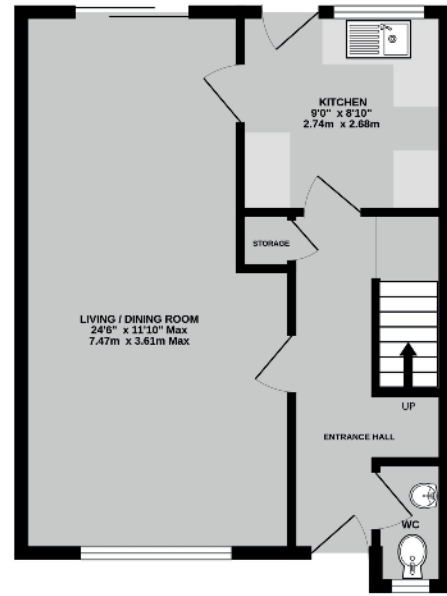 KITCHEN
9'0" x 8'10"
2.74m x 2.68m
STORAGE
LIVING / DINING ROOM
24'6" x 11'10" Max
7.47m x 3.61m Max
UP
ENTRANCE HALL
WC